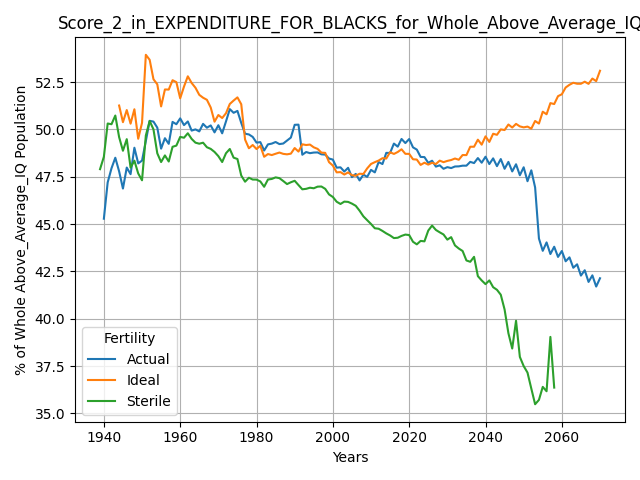 Score_2_in_EXPENDITURE_FOR_BLACKS_for_Whole_Above_Average_IQ
% of Whole Above_Average_IQ Population
52.5
50.0
47.5
45.0
42.5
40.0
37.5
35.0
Fertility
Actual
Ideal
Sterile
1940 1960 1980 2000 2020 2040 2060
Years